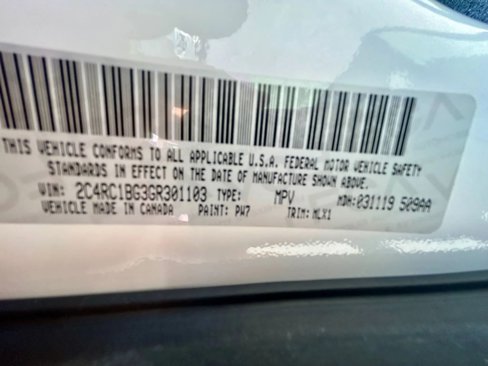 THIS VEHICLE CONFORMS TO ALL APPLICABLE U.S.A. FEDERAL MOTOR VEHICLE SAFETY
STANDARDS IN EFFECT ON THE DATE OF MANUFACTURE SHOWN ABOVE.
VIN: 2C4RC1BG3GR301103 TYPE: MPV MDH:031119 509AA
VEHICLE MADE IN CANADA PAINT: PW7 TRIM: MLX1